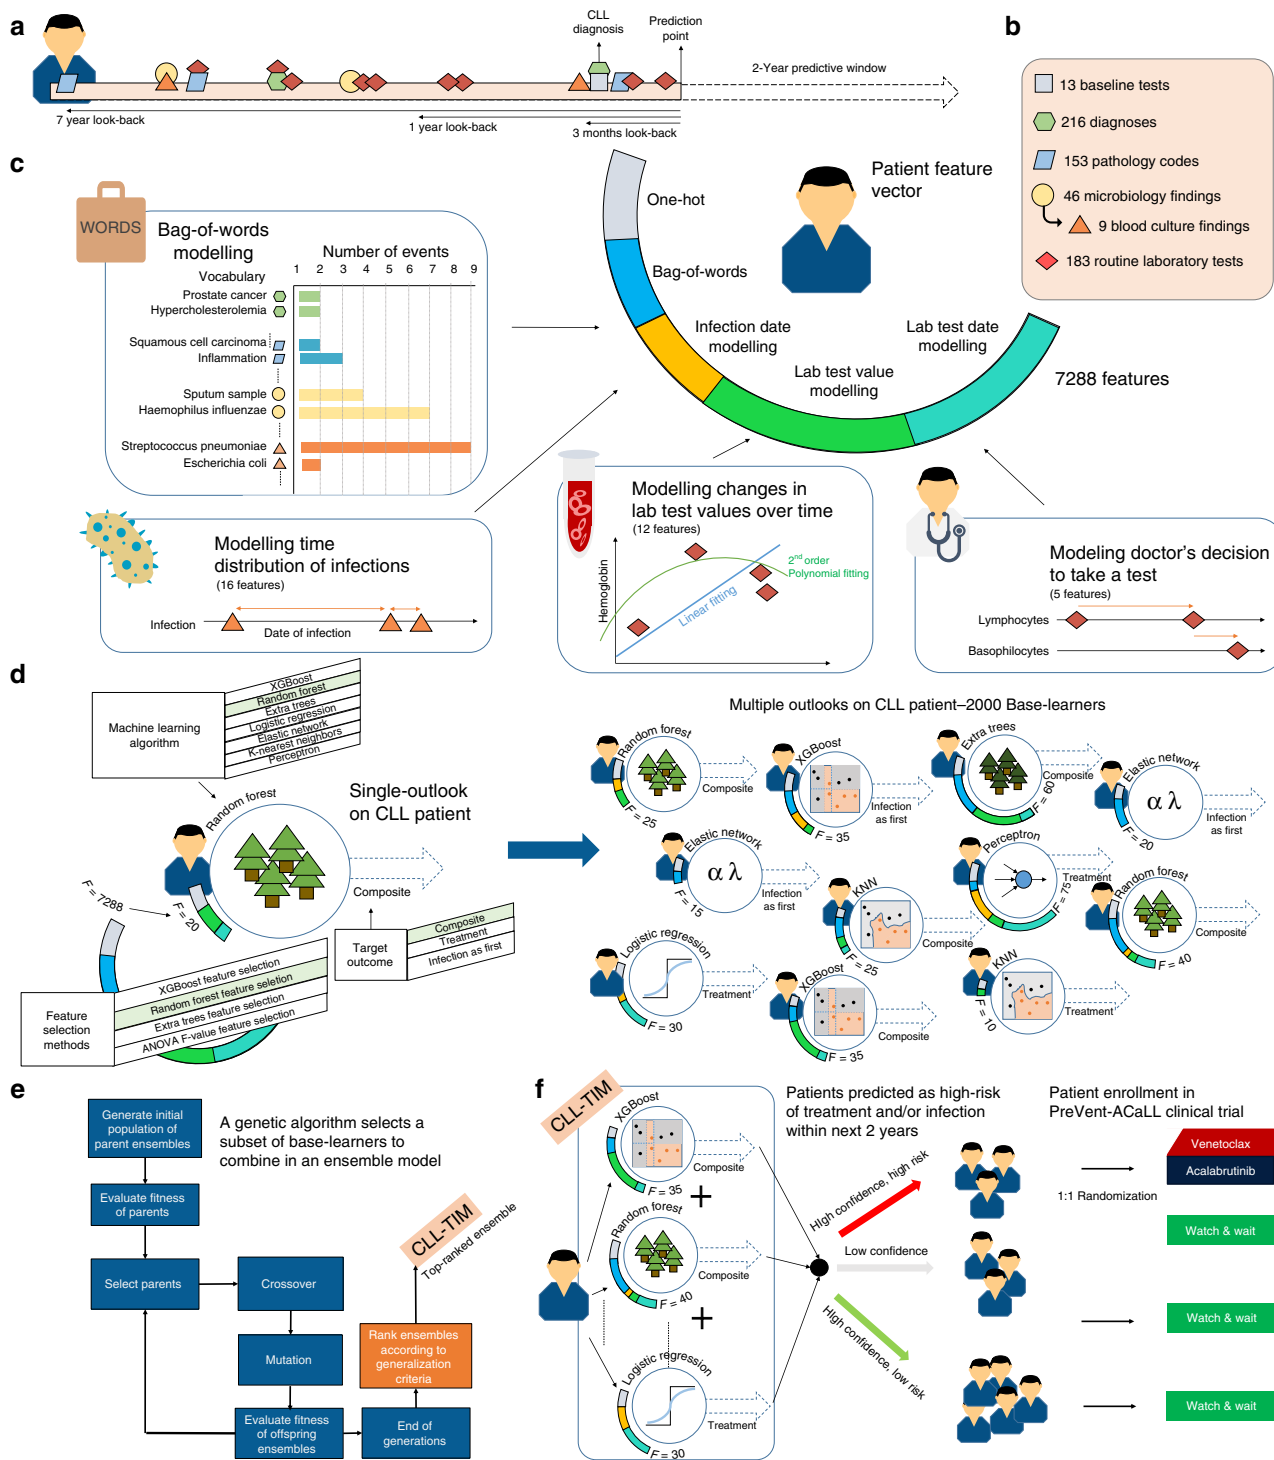 a
CLL
diagnosis
Prediction
point
2-Year predictive window
7 year look-back
1 year look-back
3 months look-back
b
13 baseline tests
216 diagnoses
153 pathology codes
46 microbiology findings
9 blood culture findings
183 routine laboratory tests
c
WORDS
Bag-of-words
modelling
Number of events
Vocabulary
1 2 3 4 5 6 7 8 9
Prostate cancer
Hypercholesterolemia
Squamous cell carcinoma
Inflammation
Sputum sample
Haemophilus influenzae
Streptococcus pneumoniae
Escherichia coli
One-hot
Bag-of-words
Infection date
modelling
Lab test value
modelling
Lab test date
modelling
Patient feature
vector
7288 features
Modelling time
distribution of infections
(16 features)
Infection
Date of infection
Modelling changes in
lab test values over time
(12 features)
Hemoglobin
Linear fitting
2nd order
Polynomial fitting
Modeling doctor's decision
to take a test
(5 features)
Lymphocytes
Basophilocytes
d
Machine learning
algorithm
XGBoost
Random forest
Extra trees
Logistic regression
Elastic network
K-nearest neighbors
Perceptron
Random forest
Single-outlook
on CLL patient
Composite
F = 7288
F = 20
Target
outcome
Composite
Treatment
Infection as first
Feature
selection
methods
XGBoost feature selection
Random forest feature seletion
Extra trees feature selection
ANOVA F-value feature selection
Multiple outlooks on CLL patient–2000 Base-learners
Random forest
Composite
F = 25
XGBoost
Infection
as first
F = 35
Extra trees
Composite
F = 60
Elastic network
α λ
Infection
as first
F = 20
Elastic network
α λ
Infection
as first
F = 15
KNN
Composite
F = 25
Perceptron
Treatment
F = 75
Random forest
Composite
F = 40
Logistic regression
Treatment
F = 30
XGBoost
Composite
F = 35
KNN
Treatment
F = 10
e
Generate initial
population of
parent ensembles
A genetic algorithm selects a
subset of base-learners to
combine in an ensemble model
Evaluate fitness
of parents
Select parents
Crossover
Mutation
Evaluate fitness
of offspring
ensembles
End of
generations
Rank ensembles
according to
generalization
criteria
CLL-TIM
Top-ranked ensemble
f
CLL-TIM
XGBoost
Composite
F = 35
+
Random forest
Composite
F = 40
+
Logistic regression
Treatment
F = 30
Patients predicted as high-risk
of treatment and/or infection
within next 2 years
HIgh confidence, high risk
Low confidence
HIgh confidence, low risk
Patient enrollment in
PreVent-ACaLL clinical trial
1:1 Randomization
Venetoclax
Acalabrutinib
Watch & wait
Watch & wait
Watch & wait